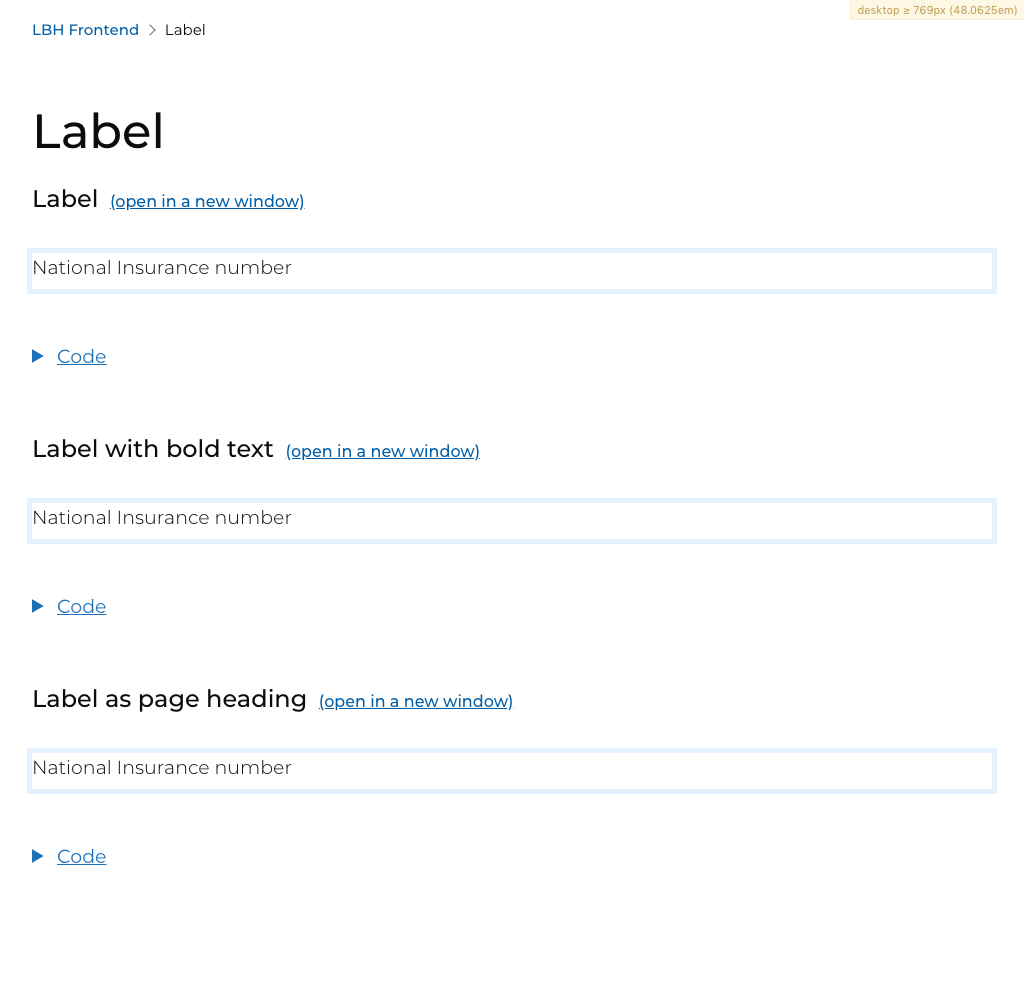 desktop ≥ 769px (48.0625em)
LBH Frontend > Label
Label
Label (open in a new window)
National Insurance number
Code
Label with bold text (open in a new window)
National Insurance number
Code
Label as page heading (open in a new window)
National Insurance number
Code